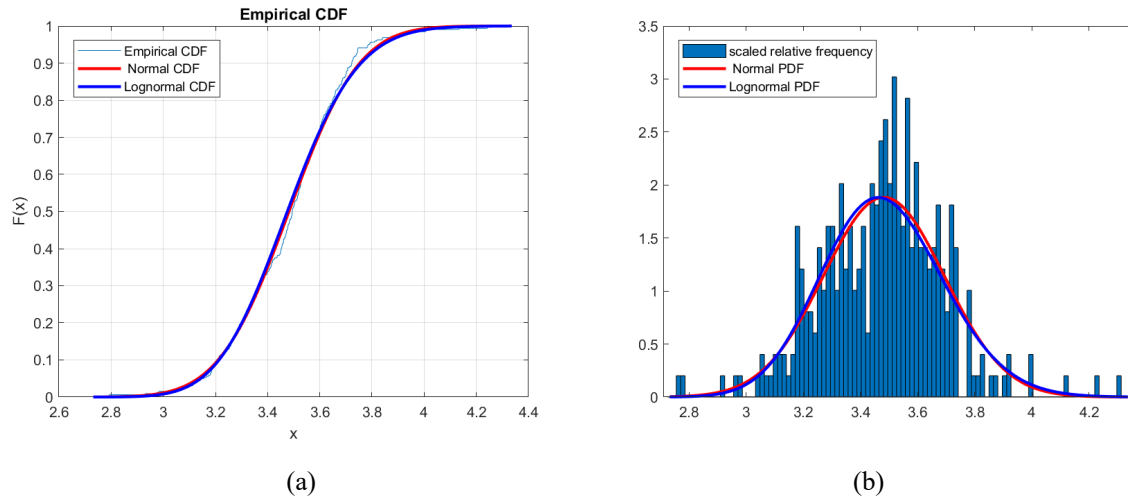 Empirical CDF
Empirical CDF
Normal CDF
Lognormal CDF
1
0.9
0.8
0.7
0.6
0.5
0.4
0.3
0.2
0.1
0
F(x)
2.6 2.8 3 3.2 3.4 3.6 3.8 4 4.2 4.4
x
(a)
scaled relative frequency
Normal PDF
Lognormal PDF
3.5
3
2.5
2
1.5
1
0.5
0
2.8 3 3.2 3.4 3.6 3.8 4 4.2
(b)